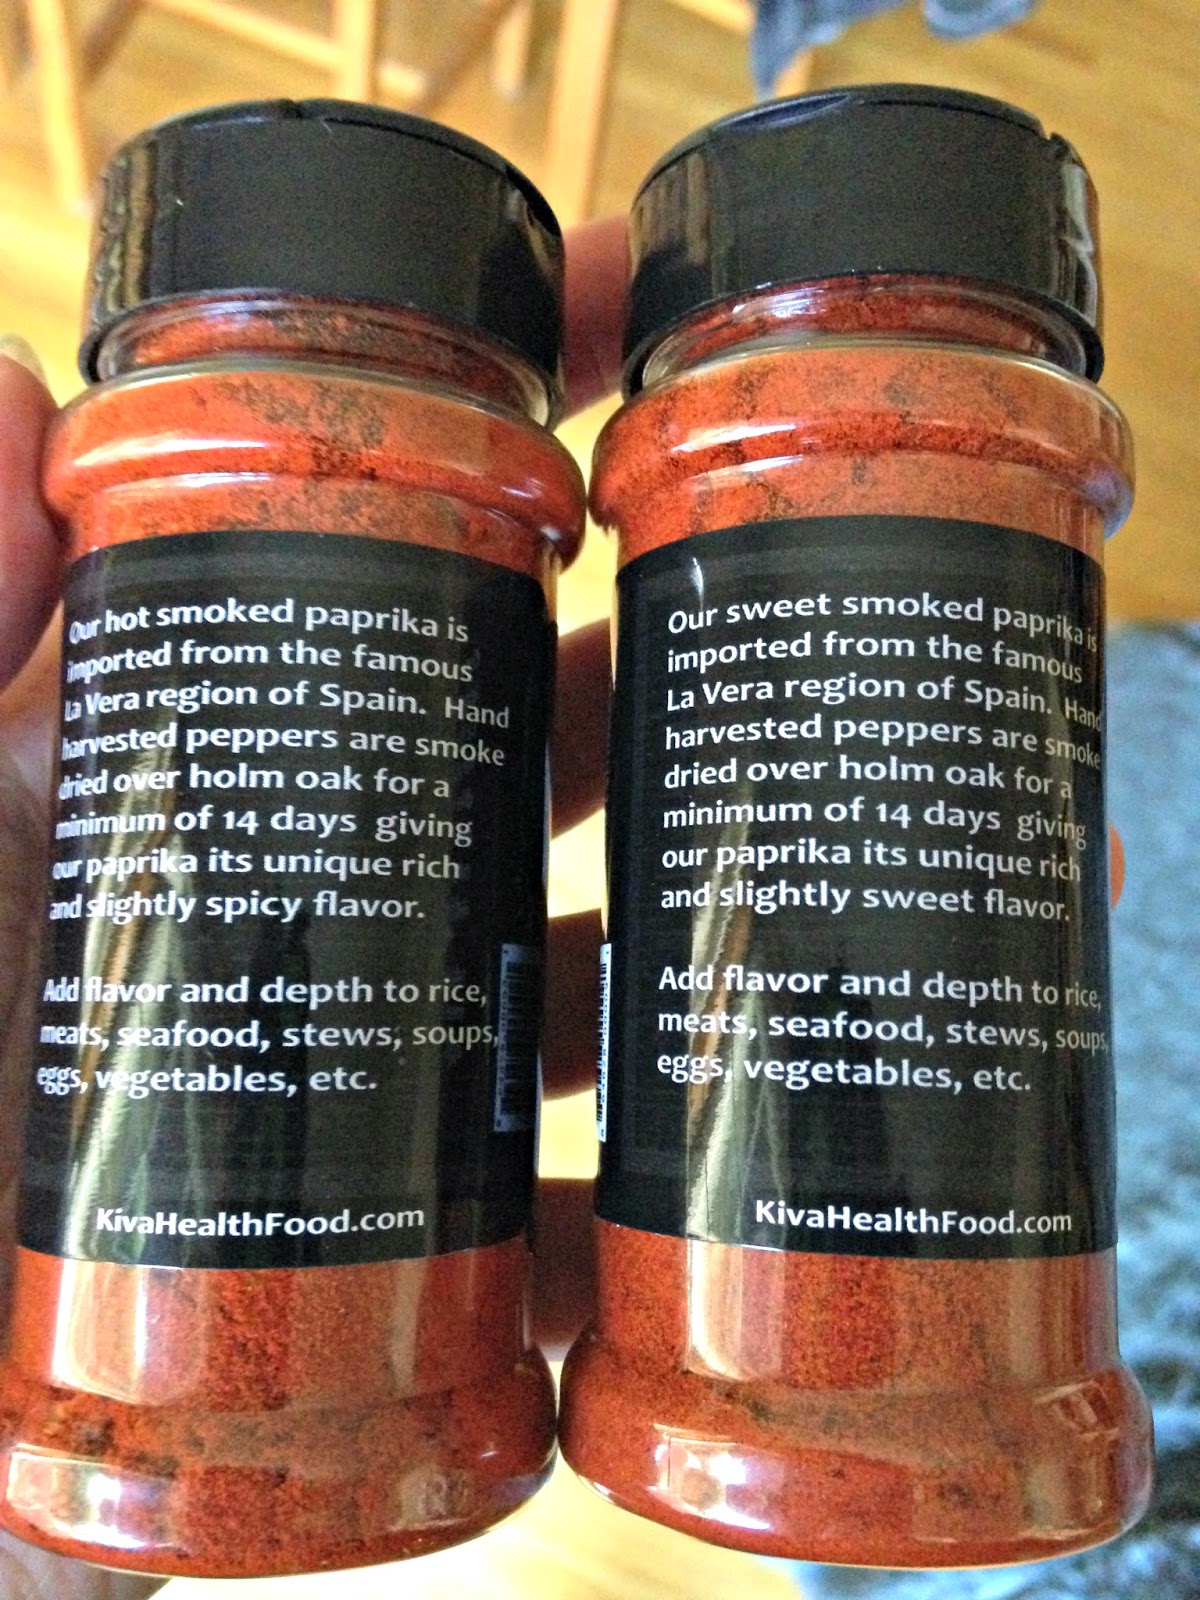 Our hot smoked paprika is
imported from the famous
La Vera region of Spain. Hand
harvested peppers are smoke
dried over holm oak for a
minimum of 14 days giving
our paprika its unique rich
and slightly spicy flavor.
Add flavor and depth to rice,
meats, seafood, stews, soups,
eggs, vegetables, etc.
KivaHealthFood.com
Our sweet smoked paprika is
imported from the famous
La Vera region of Spain. Hand
harvested peppers are smoke
dried over holm oak for a
minimum of 14 days giving
our paprika its unique rich
and slightly sweet flavor.
Add flavor and depth to rice,
meats, seafood, stews, soups,
eggs, vegetables, etc.
KivaHealthFood.com